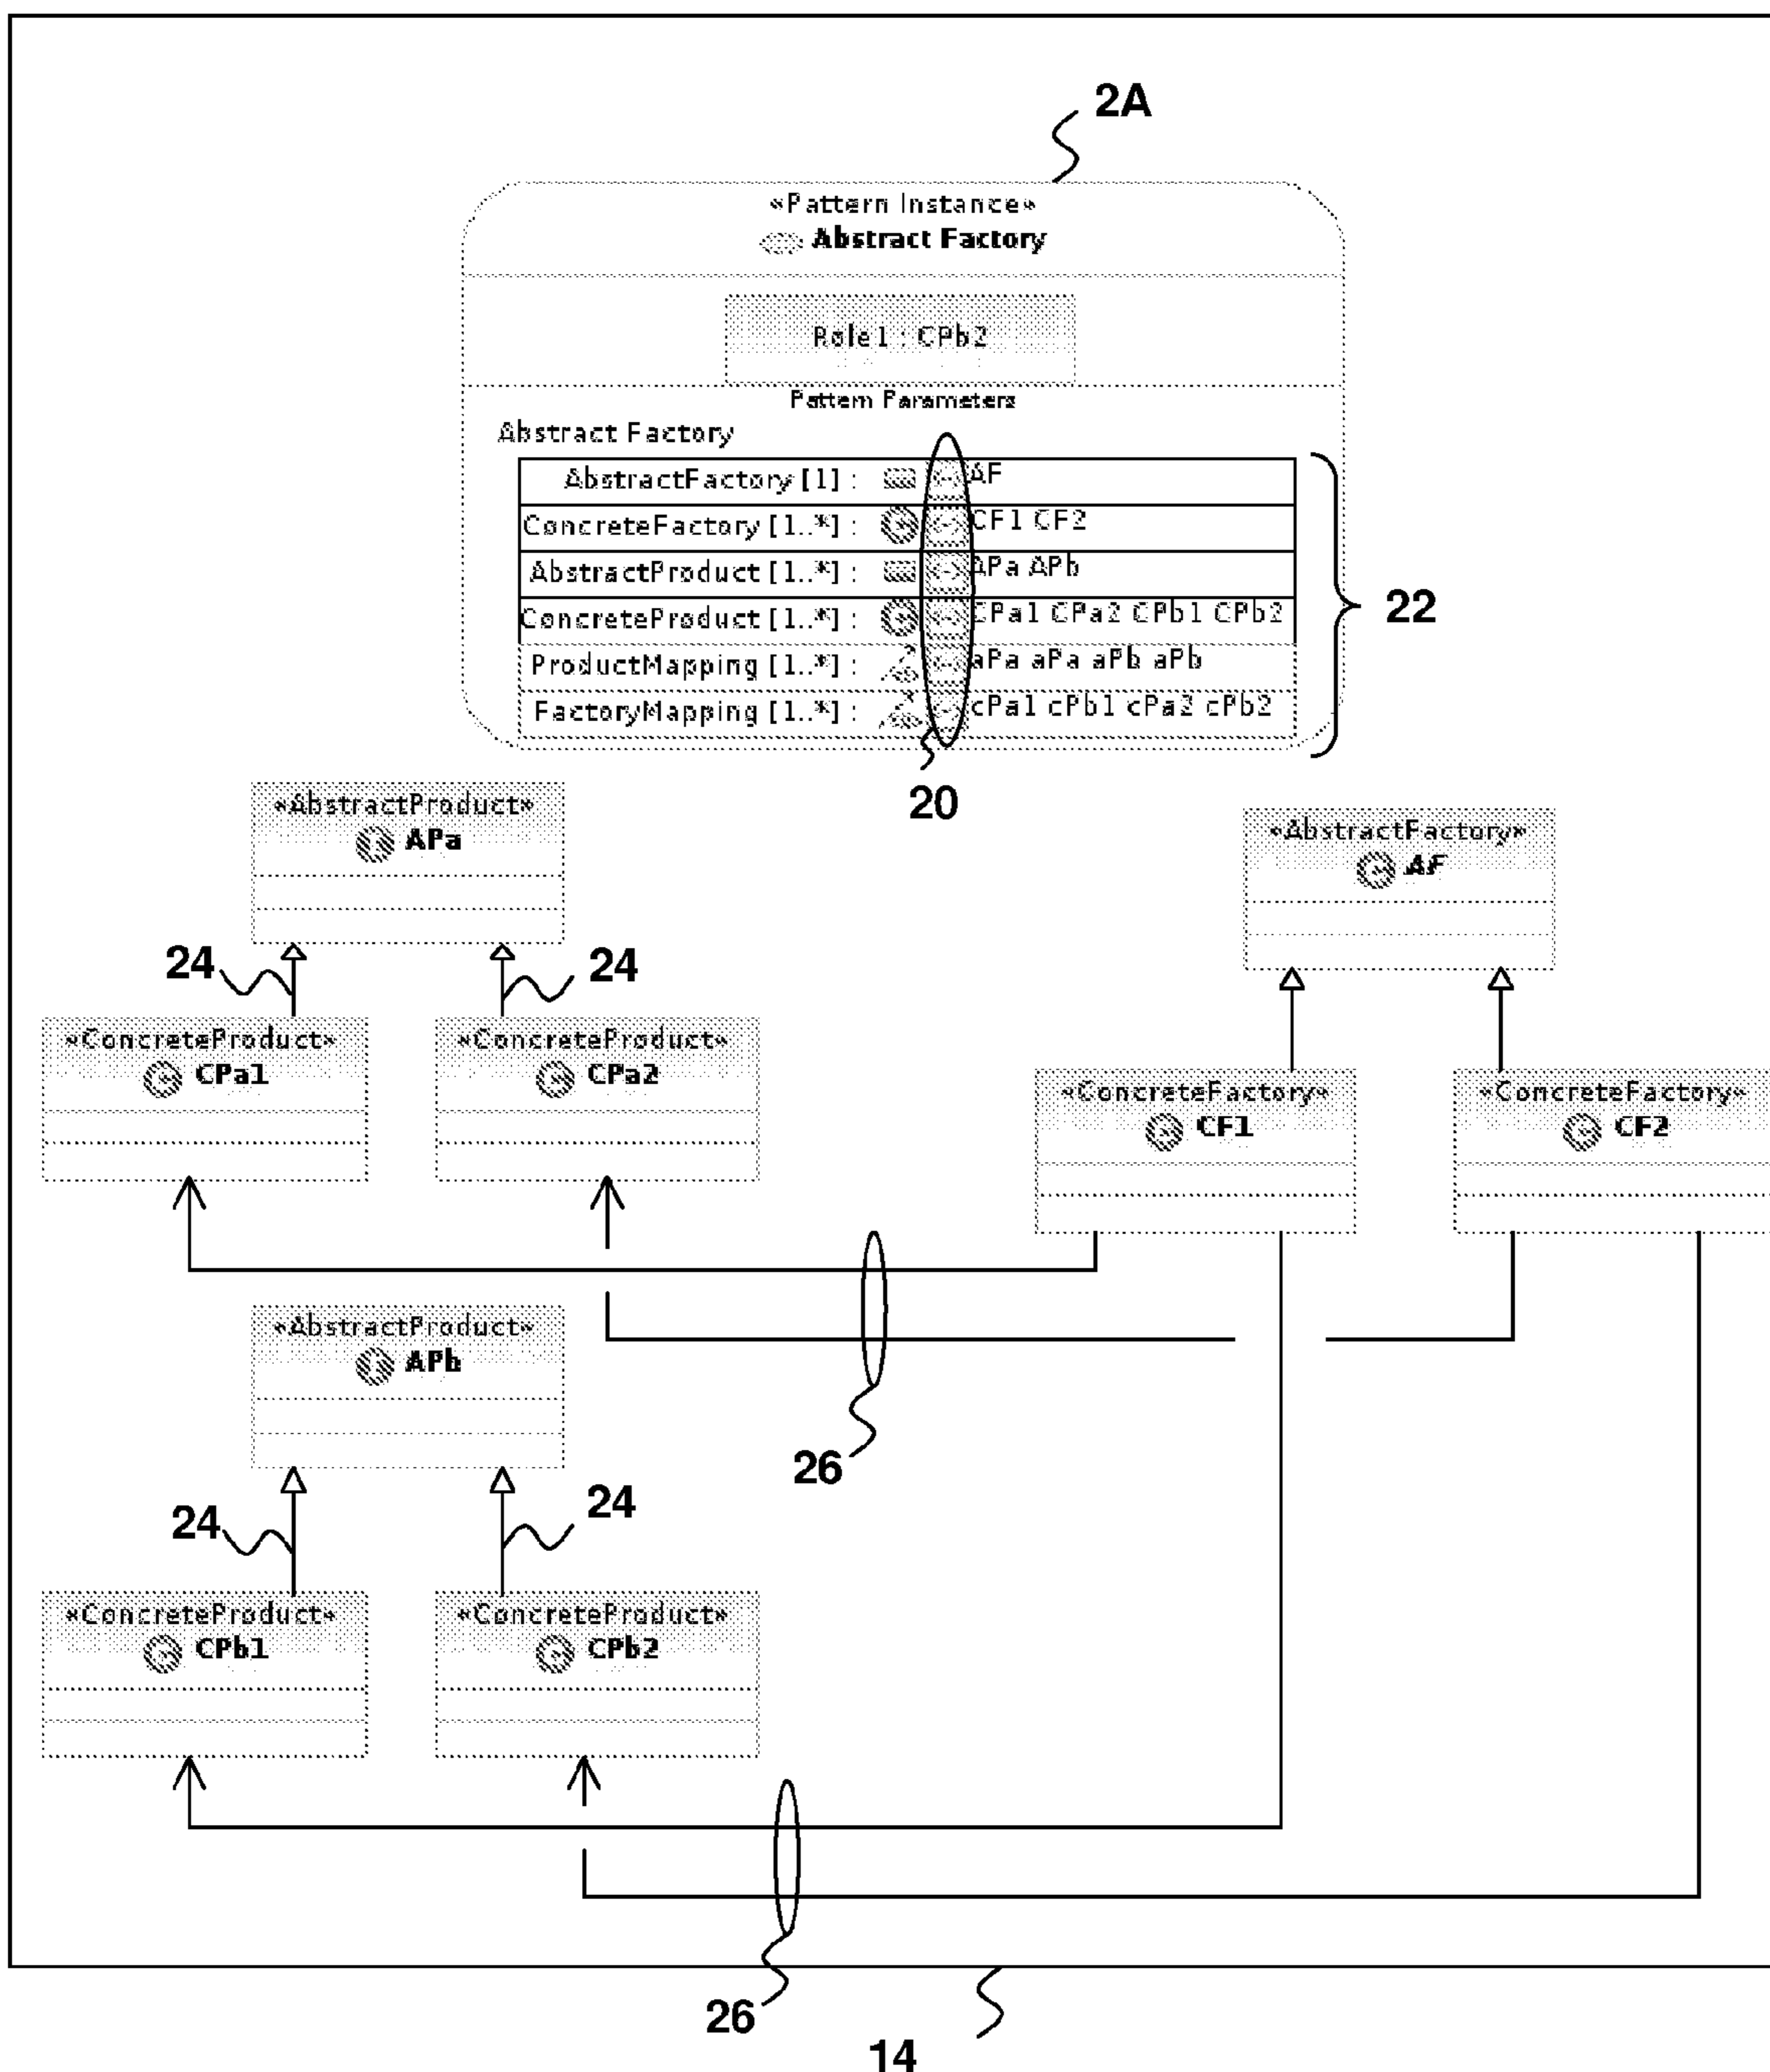 2A
«Pattern Instance»
Abstract Factory
Role1 : CPb2
Pattern Parameters
Abstract Factory
AbstractFactory [1] : AF
ConcreteFactory [1..*] : CF1 CF2
AbstractProduct [1..*] : APa APb
ConcreteProduct [1..*] : CPa1 CPa2 CPb1 CPb2
ProductMapping [1..*] : aPa aPa aPb aPb
FactoryMapping [1..*] : cPa1 cPb1 cPa2 cPb2
22
20
«AbstractProduct»
APa
«AbstractFactory»
AF
24
24
«ConcreteProduct»
CPa1
«ConcreteProduct»
CPa2
«ConcreteFactory»
CF1
«ConcreteFactory»
CF2
«AbstractProduct»
APb
26
24
24
«ConcreteProduct»
CPb1
«ConcreteProduct»
CPb2
26
14